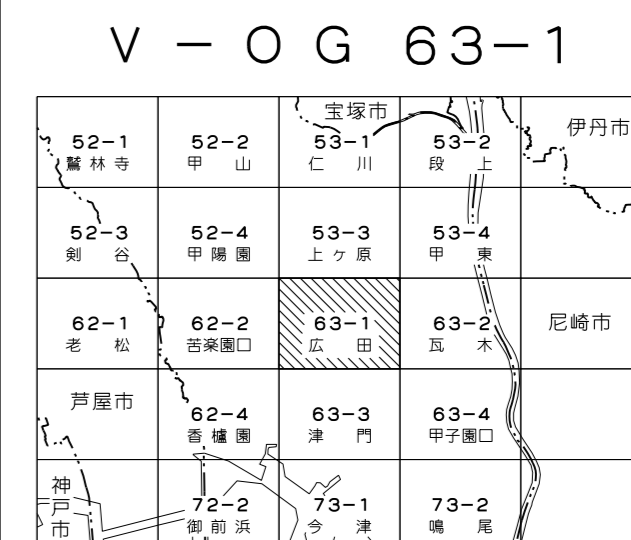 V－OG 63－1
宝塚市
伊丹市
52-1
鷲林寺
52-2
甲山
53-1
仁川
53-2
段上
52-3
剣谷
52-4
甲陽園
53-3
上ヶ原
53-4
甲東
62-1
老松
62-2
苦楽園口
63-1
広田
63-2
瓦木
尼崎市
芦屋市
62-4
香櫨園
63-3
津門
63-4
甲子園口
神戸市
72-2
御前浜
73-1
今津
73-2
鳴尾